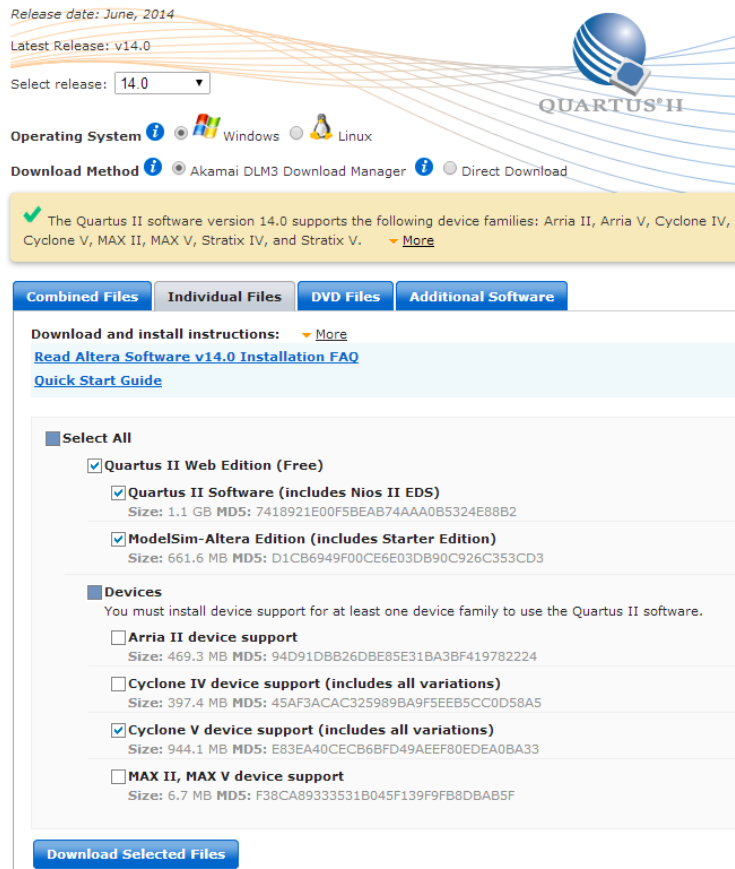 Release date: June, 2014
Latest Release: v14.0
Select release: 14.0
QUARTUS® II
Operating System Windows Linux
Download Method Akamai DLM3 Download Manager Direct Download
The Quartus II software version 14.0 supports the following device families: Arria II, Arria V, Cyclone IV,
Cyclone V, MAX II, MAX V, Stratix IV, and Stratix V. More
Combined Files Individual Files DVD Files Additional Software
Download and install instructions: More
Read Altera Software v14.0 Installation FAQ
Quick Start Guide
Select All
Quartus II Web Edition (Free)
Quartus II Software (includes Nios II EDS)
Size: 1.1 GB MD5: 7418921E00F5BEAB74AAA0B5324E88B2
ModelSim-Altera Edition (includes Starter Edition)
Size: 661.6 MB MD5: D1CB6949F00CE6E03DB90C926C353CD3
Devices
You must install device support for at least one device family to use the Quartus II software.
Arria II device support
Size: 469.3 MB MD5: 94D91DBB26DBE85E31BA3BF419782224
Cyclone IV device support (includes all variations)
Size: 397.4 MB MD5: 45AF3ACAC325989BA9F5EEB5CC0D58A5
Cyclone V device support (includes all variations)
Size: 944.1 MB MD5: E83EA40CECB6BFD49AEEF80EDEA0BA33
MAX II, MAX V device support
Size: 6.7 MB MD5: F38CA89333531B045F139F9FB8DBAB5F
Download Selected Files